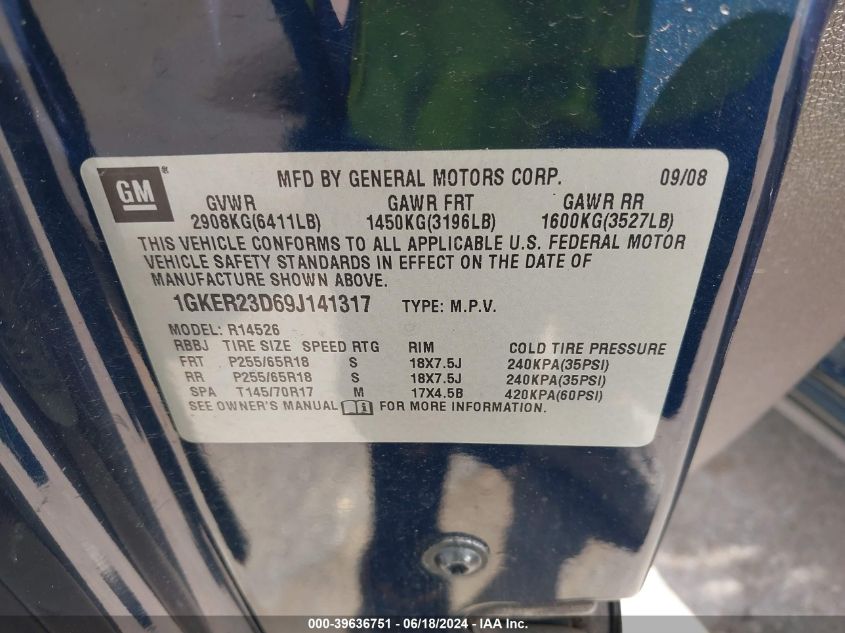 GM® MFD BY GENERAL MOTORS CORP. 09/08
GVWR GAWR FRT GAWR RR
2908KG(6411LB) 1450KG(3196LB) 1600KG(3527LB)
THIS VEHICLE CONFORMS TO ALL APPLICABLE U.S. FEDERAL MOTOR
VEHICLE SAFETY STANDARDS IN EFFECT ON THE DATE OF
MANUFACTURE SHOWN ABOVE.
1GKER23D69J141317 TYPE: M.P.V.
MODEL: R14526
RBBJ TIRE SIZE SPEED RTG RIM COLD TIRE PRESSURE
FRT P255/65R18 S 18X7.5J 240KPA(35PSI)
RR P255/65R18 S 18X7.5J 240KPA(35PSI)
SPA T145/70R17 M 17X4.5B 420KPA(60PSI)
SEE OWNER'S MANUAL FOR MORE INFORMATION.
000-39636751 - 06/18/2024 - IAA Inc.